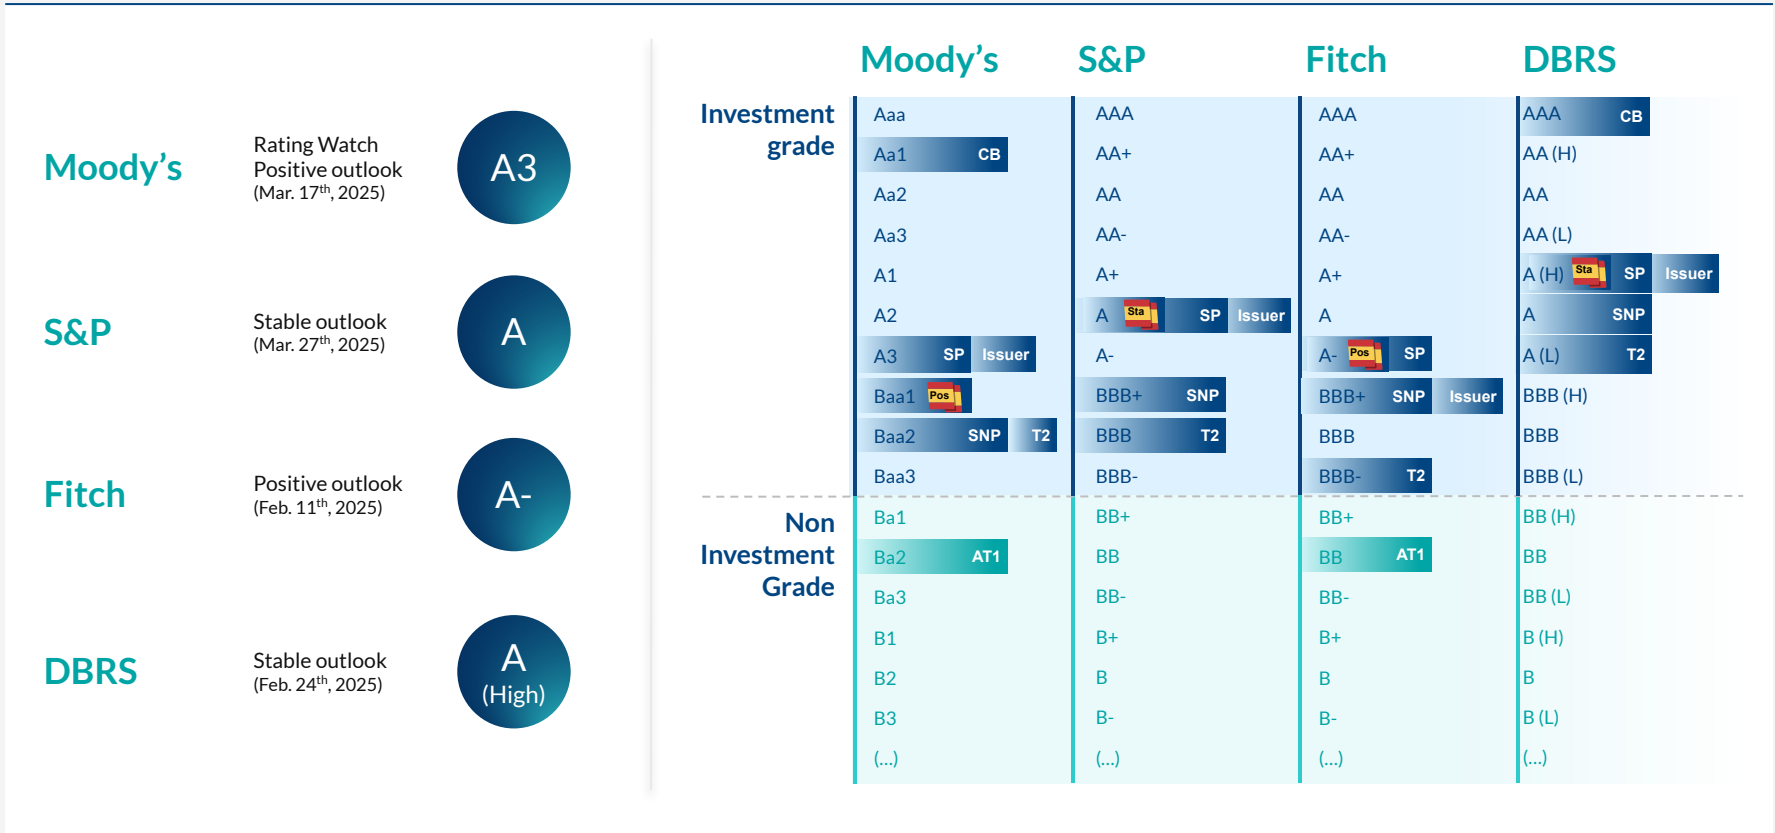 Moody's
Rating Watch
Positive outlook
(Mar. 17th, 2025)
A3
S&P
Stable outlook
(Mar. 27th, 2025)
A
Fitch
Positive outlook
(Feb. 11th, 2025)
A-
DBRS
Stable outlook
(Feb. 24th, 2025)
A
(High)
Moody's S&P Fitch DBRS
Investment
grade
Aaa AAA AAA AAA CB
Aa1 CB AA+ AA+ AA (H)
Aa2 AA AA AA
Aa3 AA- AA- AA (L)
A1 A+ A+ A (H) Sta SP Issuer
A2 A Sta SP Issuer A A SNP
A3 SP Issuer A- A- Pos SP A (L) T2
Baa1 Pos BBB+ SNP BBB+ SNP Issuer BBB (H)
Baa2 SNP T2 BBB T2 BBB BBB
Baa3 BBB- BBB- T2 BBB (L)
Non
Investment
Grade
Ba1 BB+ BB+ BB (H)
Ba2 AT1 BB BB AT1 BB
Ba3 BB- BB- BB (L)
B1 B+ B+ B (H)
B2 B B B
B3 B- B- B (L)
(...) (...) (...) (...)